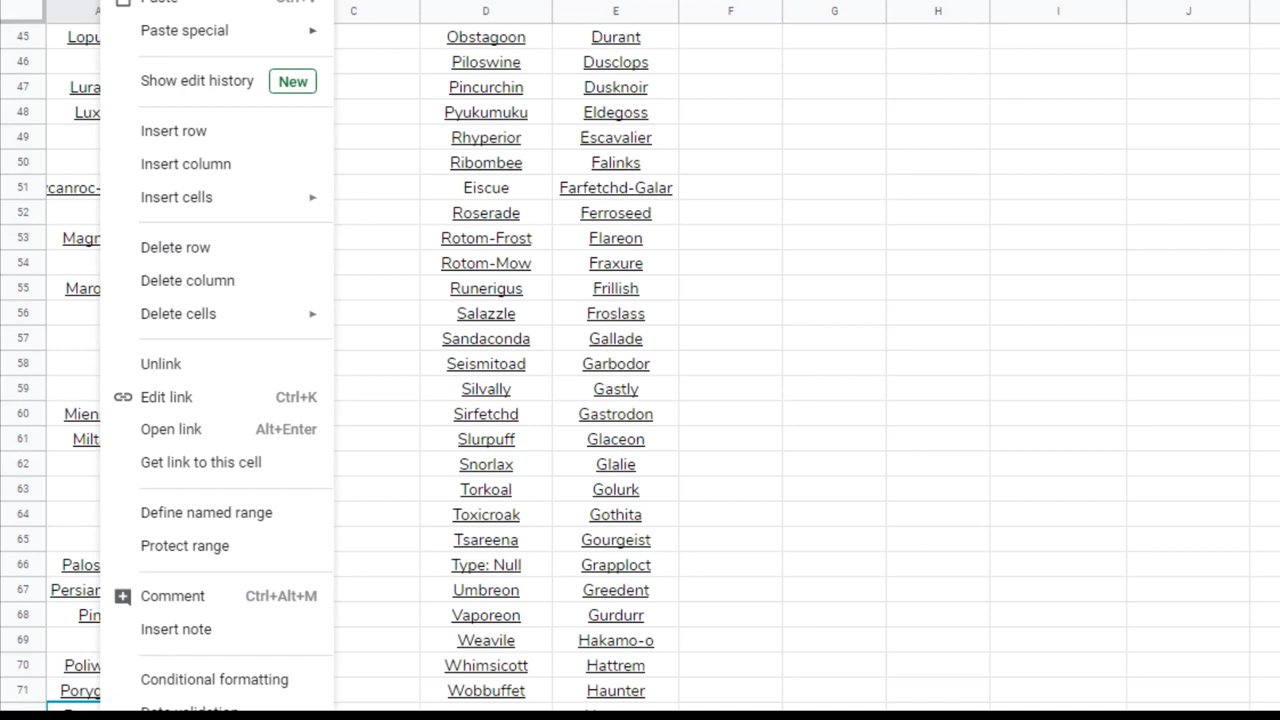 Paste Ctrl+V
C D E F G H I J
Paste special
Show edit history New
Insert row
Insert column
Insert cells
Delete row
Delete column
Delete cells
Unlink
Edit link Ctrl+K
Open link Alt+Enter
Get link to this cell
Define named range
Protect range
Comment Ctrl+Alt+M
Insert note
Conditional formatting
45 Obstagoon Durant
46 Piloswine Dusclops
47 Pincurchin Dusknoir
48 Pyukumuku Eldegoss
49 Rhyperior Escavalier
50 Ribombee Falinks
51 Eiscue Farfetchd-Galar
52 Roserade Ferroseed
53 Rotom-Frost Flareon
54 Rotom-Mow Fraxure
55 Runerigus Frillish
56 Salazzle Froslass
57 Sandaconda Gallade
58 Seismitoad Garbodor
59 Silvally Gastly
60 Sirfetchd Gastrodon
61 Slurpuff Glaceon
62 Snorlax Glalie
63 Torkoal Golurk
64 Toxicroak Gothita
65 Tsareena Gourgeist
66 Type: Null Grapploct
67 Umbreon Greedent
68 Vaporeon Gurdurr
69 Weavile Hakamo-o
70 Whimsicott Hattrem
71 Wobbuffet Haunter